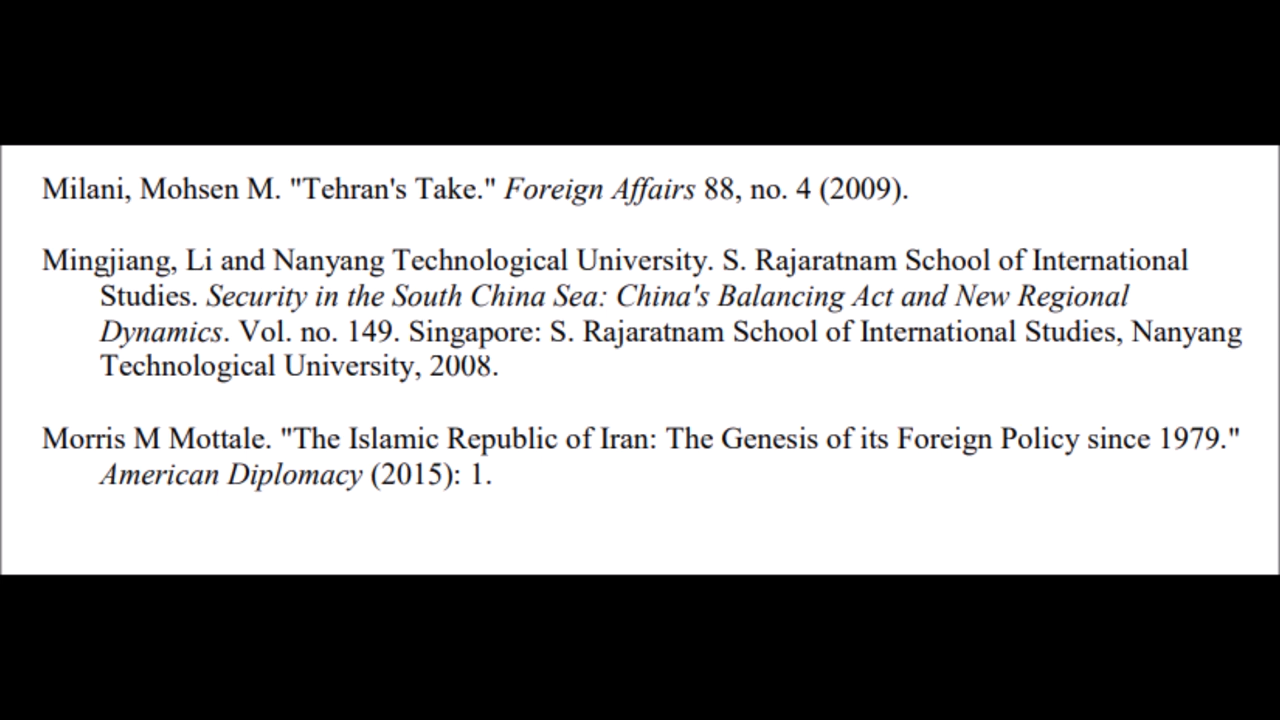 Milani, Mohsen M. "Tehran's Take." Foreign Affairs 88, no. 4 (2009).
Mingjiang, Li and Nanyang Technological University. S. Rajaratnam School of International
Studies. Security in the South China Sea: China's Balancing Act and New Regional
Dynamics. Vol. no. 149. Singapore: S. Rajaratnam School of International Studies, Nanyang
Technological University, 2008.
Morris M Mottale. "The Islamic Republic of Iran: The Genesis of its Foreign Policy since 1979."
American Diplomacy (2015): 1.